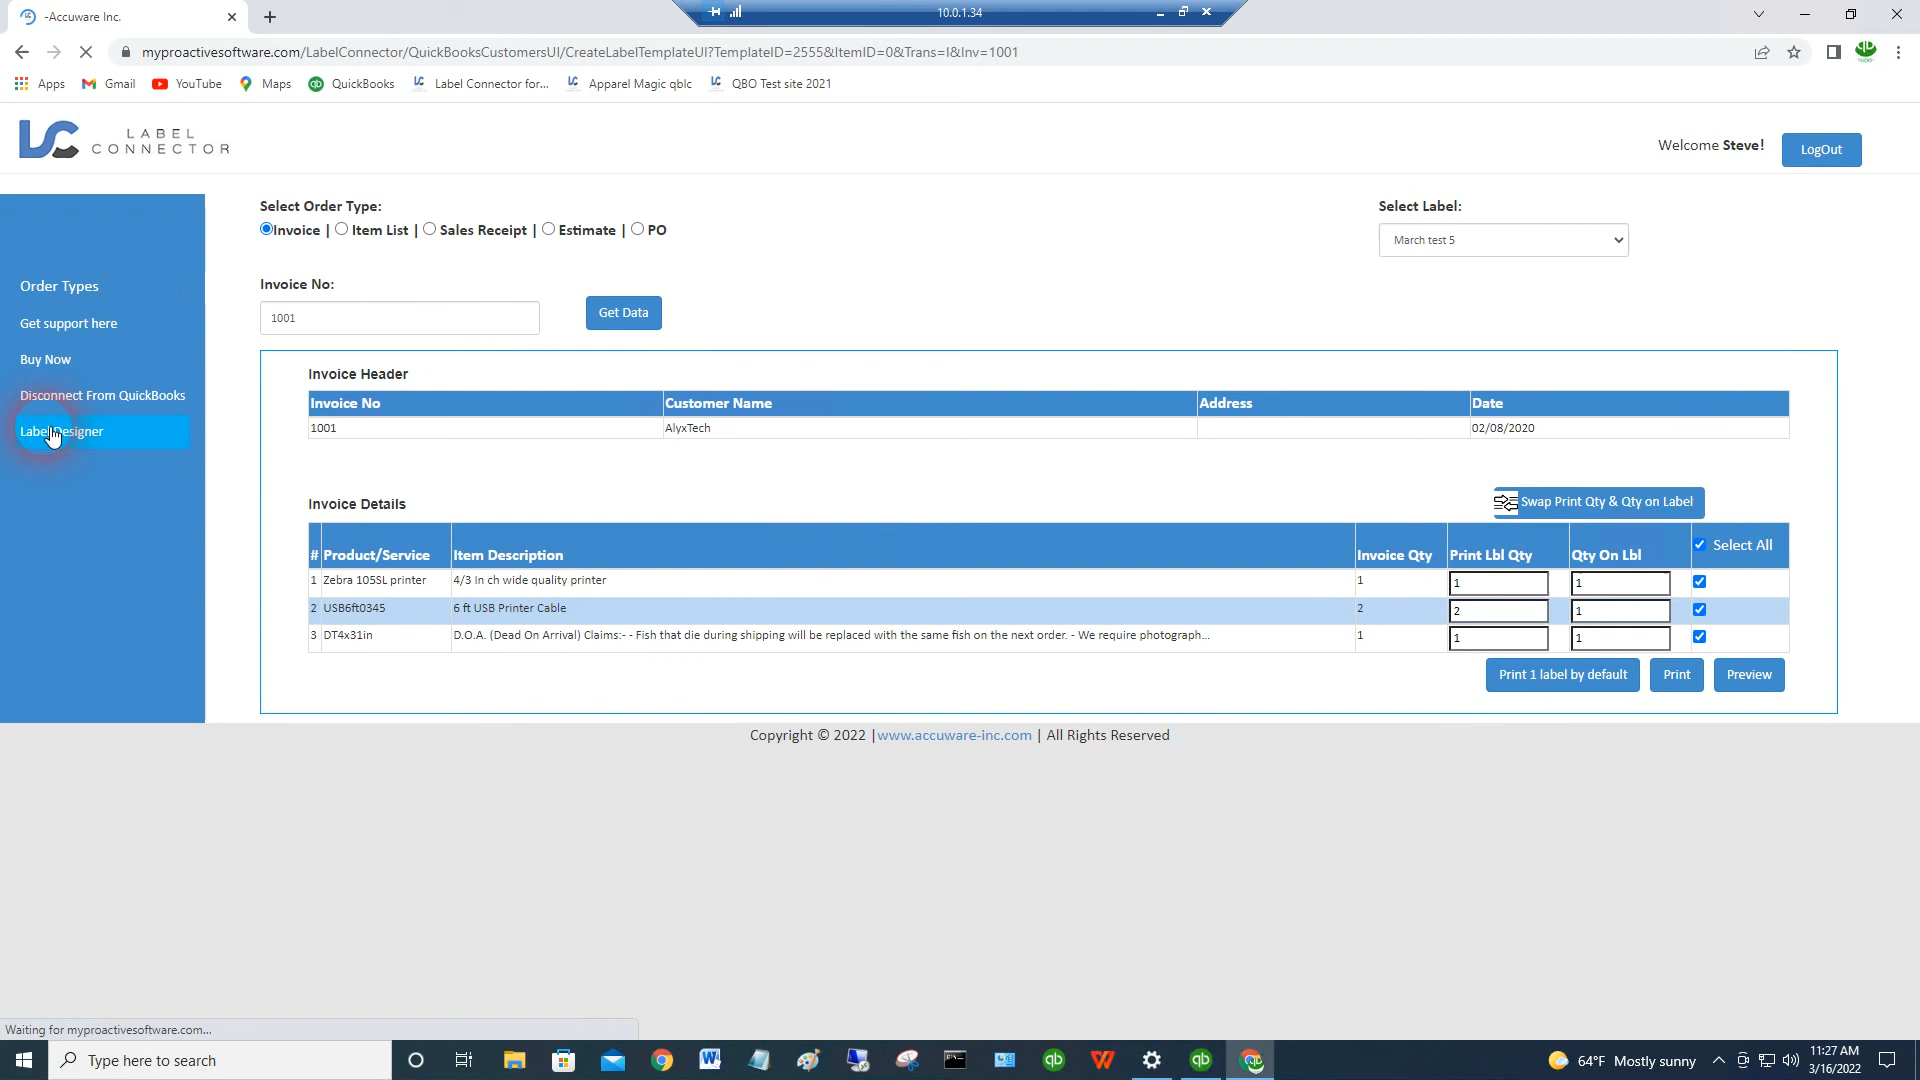 -Accuware Inc.
10.0.1.34
myproactivesoftware.com/LabelConnector/QuickBooksCustomersUI/CreateLabelTemplateUI?TemplateID=2555&ItemID=0&Trans=I&Inv=1001
Apps Gmail YouTube Maps QuickBooks Label Connector for... Apparel Magic qblc QBO Test site 2021
LABEL
CONNECTOR
Welcome Steve!
LogOut
Select Order Type:
Select Label:
Invoice | Item List | Sales Receipt | Estimate | PO
March test 5
Order Types
Get support here
Buy Now
Disconnect From QuickBooks
Label Designer
Invoice No:
1001
Get Data
Invoice Header
Invoice No Customer Name Address Date
1001 AlyxTech 02/08/2020
Invoice Details
Swap Print Qty & Qty on Label
# Product/Service Item Description Invoice Qty Print Lbl Qty Qty On Lbl Select All
1 Zebra 105SL printer 4/3 In ch wide quality printer 1 1 1
2 USB6ft0345 6 ft USB Printer Cable 2 2 1
3 DT4x31in D.O.A. (Dead On Arrival) Claims:- - Fish that die during shipping will be replaced with the same fish on the next order. - We require photograph... 1 1 1
Print 1 label by default Print Preview
Copyright © 2022 |www.accuware-inc.com | All Rights Reserved
Waiting for myproactivesoftware.com...
Type here to search
64°F Mostly sunny
11:27 AM
3/16/2022